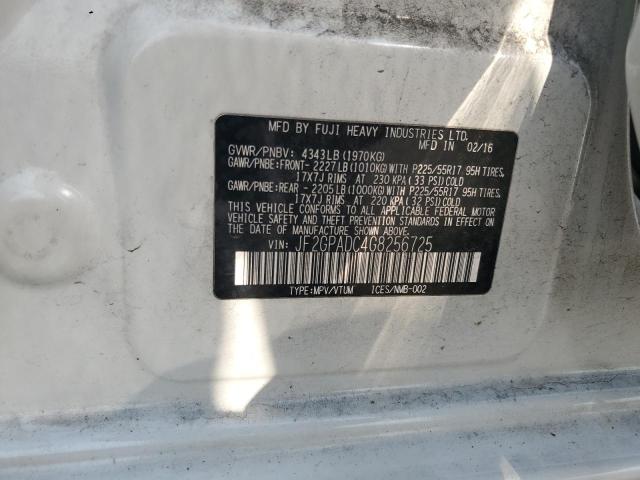 MFD BY FUJI HEAVY INDUSTRIES LTD.
MFD IN 02/16
GVWR/PNBV: 4343LB (1970KG)
GAWR/PNBE:FRONT- 2227LB (1010KG) WITH P225/55R17 95H TIRES,
17X7J RIMS AT 230 KPA (33 PSI) COLD
GAWR/PNBE:REAR - 2205LB (1000KG) WITH P225/55R17 95H TIRES,
17X7J RIMS AT 220 KPA (32 PSI) COLD
THIS VEHICLE CONFORMS TO ALL APPLICABLE FEDERAL MOTOR
VEHICLE SAFETY AND THEFT PREVENTION STANDARDS IN EFFECT ON
THE DATE OF MANUFACTURE SHOWN ABOVE.
VIN: JF2GPADC4G8256725
TYPE:MPV/VTUM ICES/NMB-002